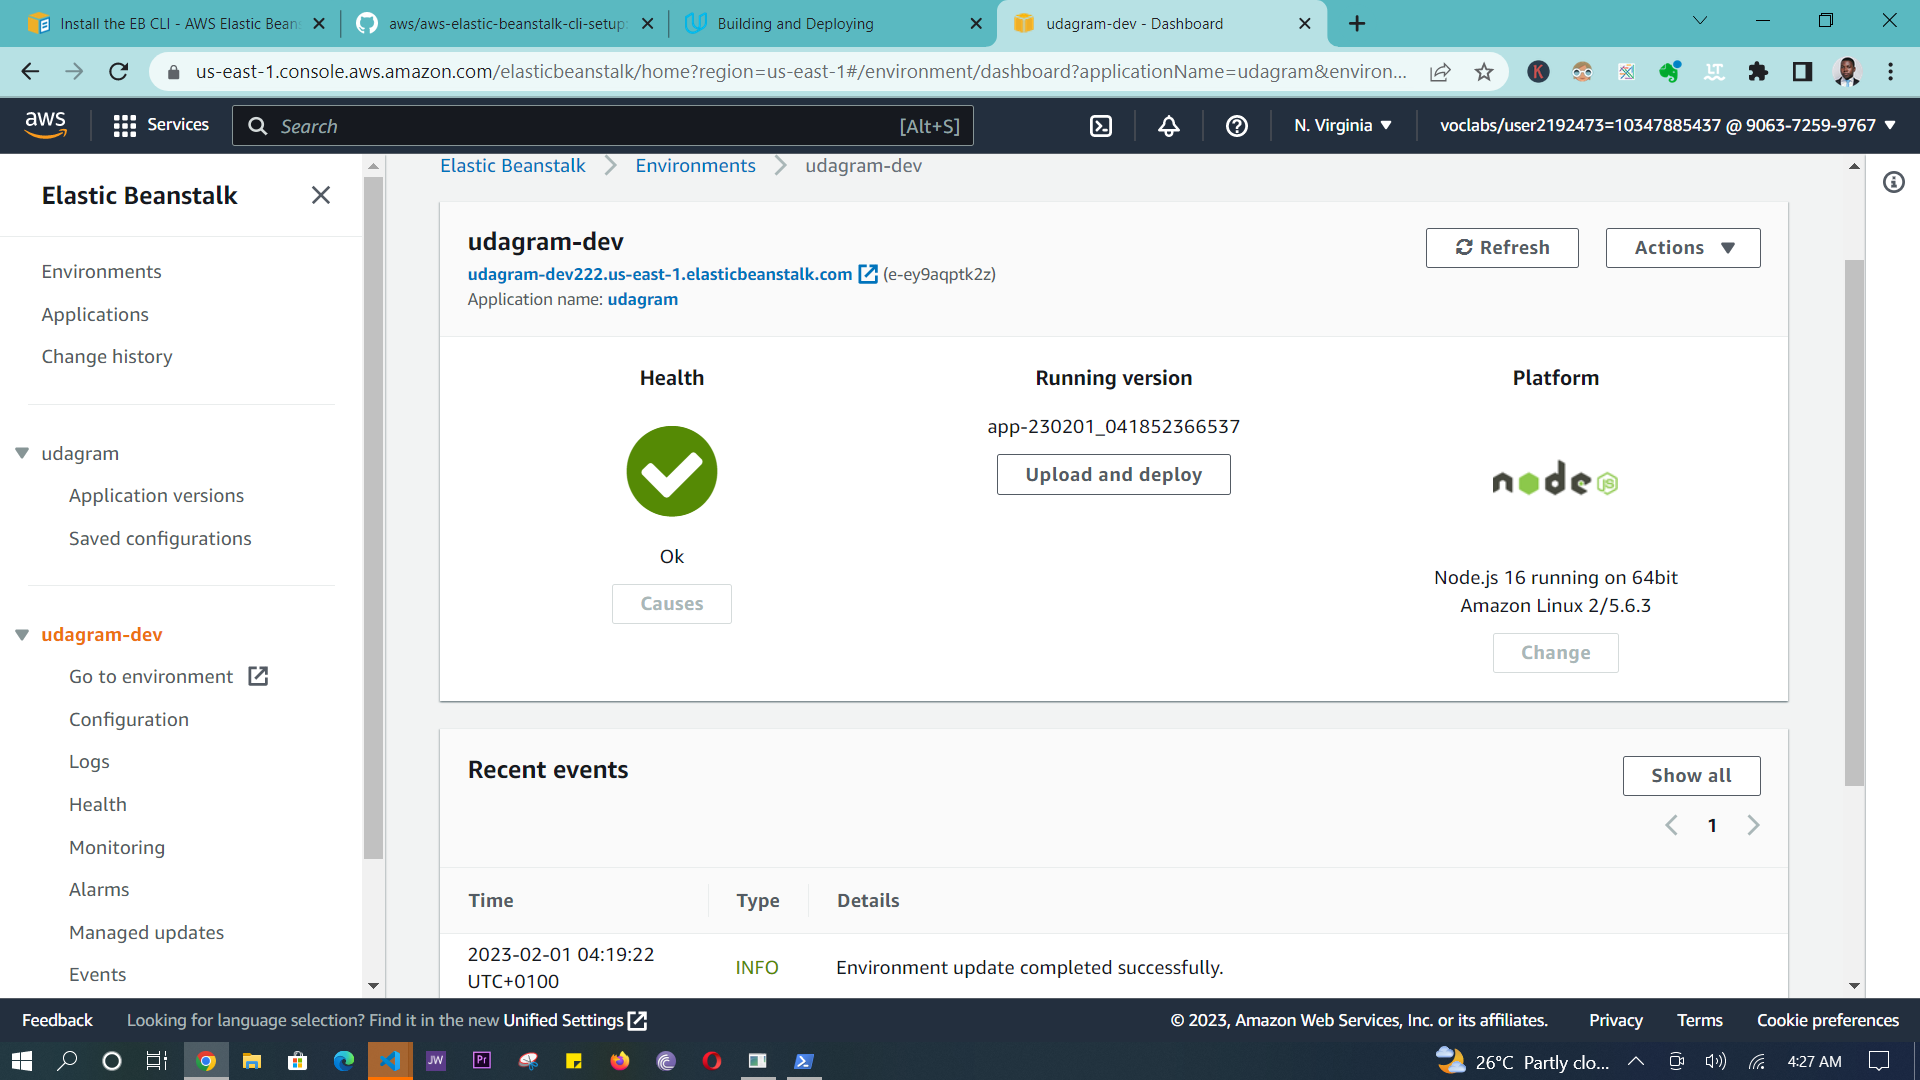 Install the EB CLI - AWS Elastic Beans
aws/aws-elastic-beanstalk-cli-setup:
Building and Deploying
udagram-dev - Dashboard
us-east-1.console.aws.amazon.com/elasticbeanstalk/home?region=us-east-1#/environment/dashboard?applicationName=udagram&environ...
aws
Services
Search
[Alt+S]
N. Virginia
voclabs/user2192473=10347885437 @ 9063-7259-9767
Elastic Beanstalk
Environments
Applications
Change history
udagram
Application versions
Saved configurations
udagram-dev
Go to environment
Configuration
Logs
Health
Monitoring
Alarms
Managed updates
Events
Elastic Beanstalk
Environments
udagram-dev
udagram-dev
udagram-dev222.us-east-1.elasticbeanstalk.com (e-ey9aqptk2z)
Application name: udagram
Refresh
Actions
Health
Ok
Causes
Running version
app-230201_041852366537
Upload and deploy
Platform
node JS
Node.js 16 running on 64bit
Amazon Linux 2/5.6.3
Change
Recent events
Show all
1
Time
Type
Details
2023-02-01 04:19:22
UTC+0100
INFO
Environment update completed successfully.
Feedback
Looking for language selection? Find it in the new Unified Settings
© 2023, Amazon Web Services, Inc. or its affiliates.
Privacy
Terms
Cookie preferences
JW
Pr
26°C Partly clo...
4:27 AM